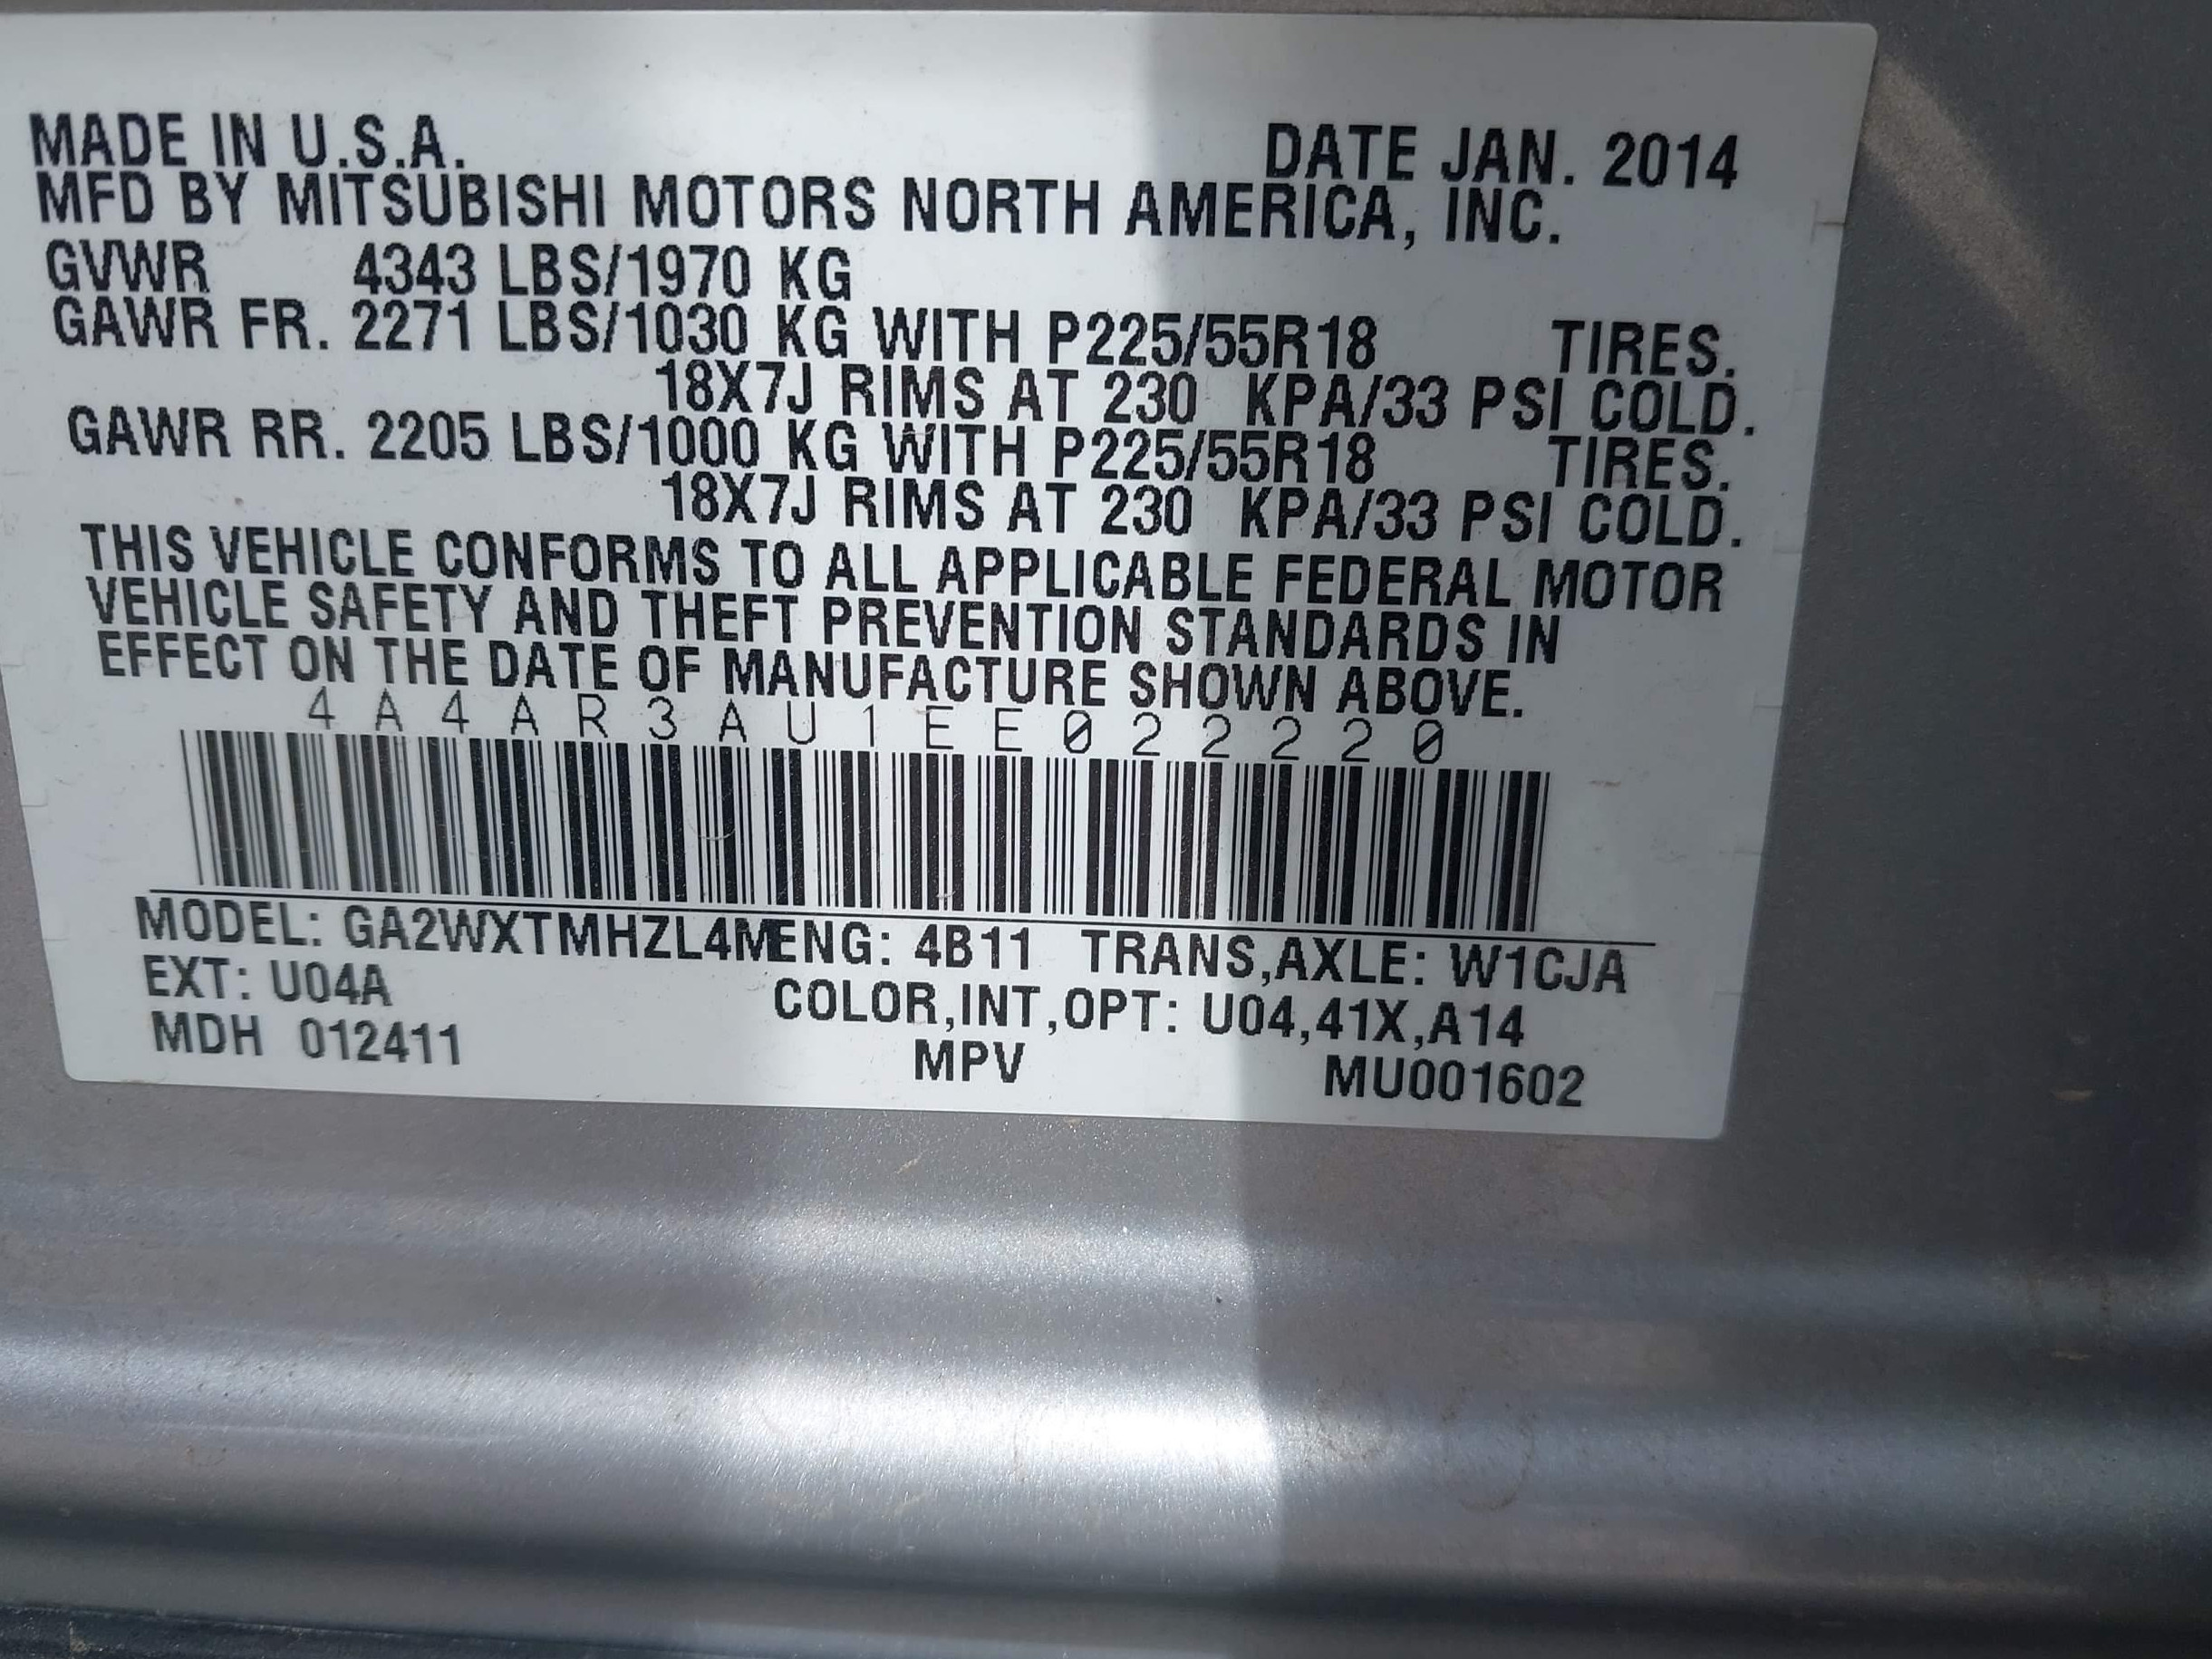 MADE IN U.S.A. DATE JAN. 2014
MFD BY MITSUBISHI MOTORS NORTH AMERICA, INC.
GVWR 4343 LBS/1970 KG
GAWR FR. 2271 LBS/1030 KG WITH P225/55R18 TIRES.
18X7J RIMS AT 230 KPA/33 PSI COLD.
GAWR RR. 2205 LBS/1000 KG WITH P225/55R18 TIRES.
18X7J RIMS AT 230 KPA/33 PSI COLD.
THIS VEHICLE CONFORMS TO ALL APPLICABLE FEDERAL MOTOR
VEHICLE SAFETY AND THEFT PREVENTION STANDARDS IN
EFFECT ON THE DATE OF MANUFACTURE SHOWN ABOVE.
4A4AR3AU1EE022220
MODEL: GA2WXTMHZL4MENG: 4B11 TRANS,AXLE: W1CJA
EXT: U04A COLOR,INT,OPT: U04,41X,A14
MDH 012411 MPV MU001602